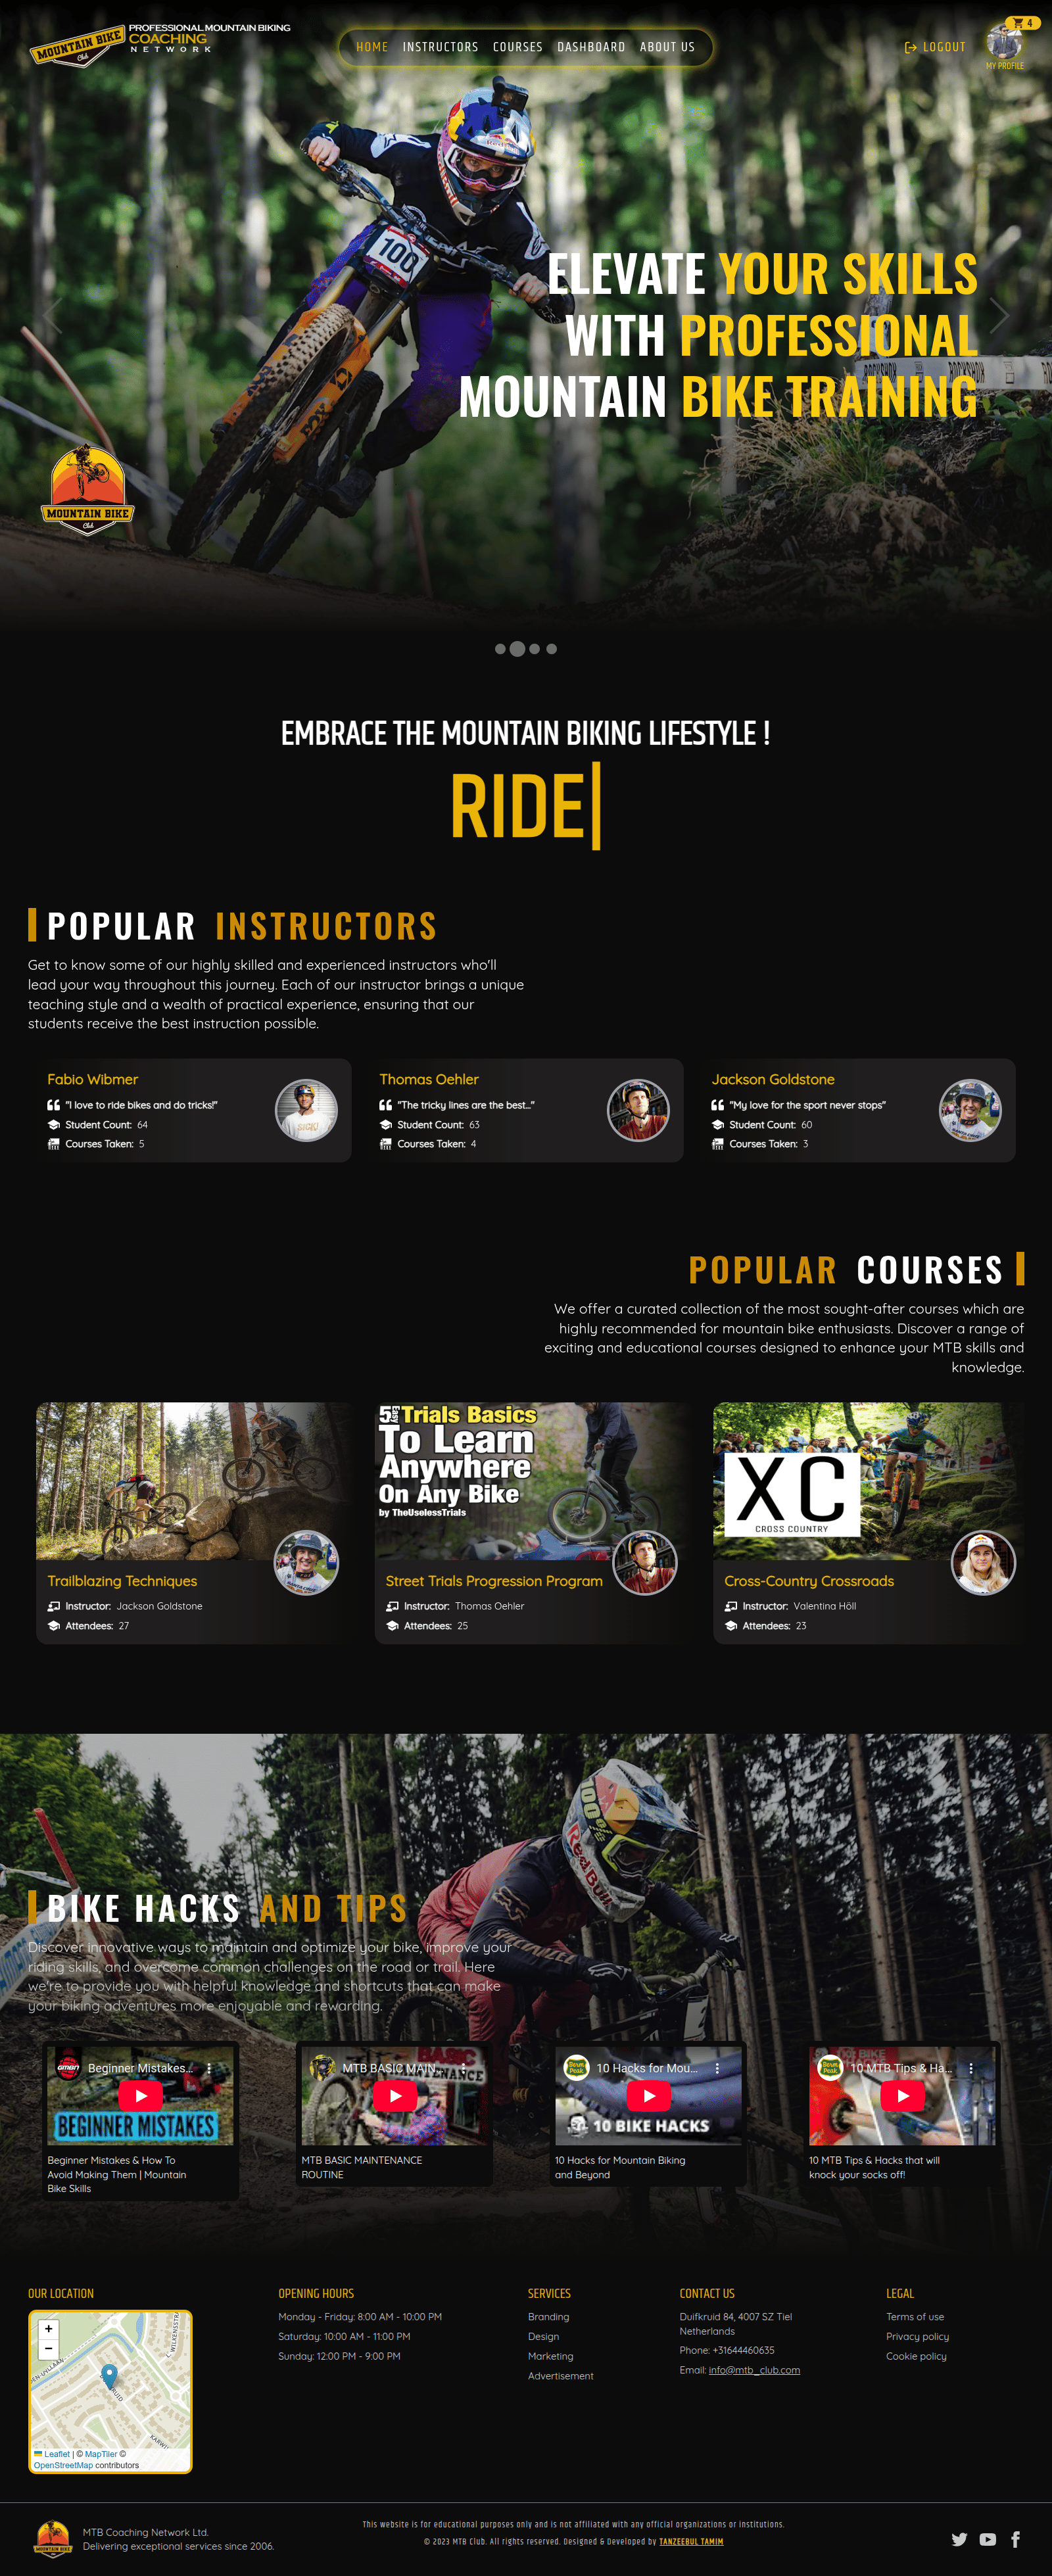 MOUNTAIN BIKE
Club
PROFESSIONAL MOUNTAIN BIKING
COACHING
NETWORK
HOME INSTRUCTORS COURSES DASHBOARD ABOUT US
LOGOUT
4
MY PROFILE
100
ELEVATE YOUR SKILLS
WITH PROFESSIONAL
MOUNTAIN BIKE TRAINING
MOUNTAIN BIKE
Club
EMBRACE THE MOUNTAIN BIKING LIFESTYLE !
RIDE
POPULAR INSTRUCTORS
Get to know some of our highly skilled and experienced instructors who'll
lead your way throughout this journey. Each of our instructor brings a unique
teaching style and a wealth of practical experience, ensuring that our
students receive the best instruction possible.
Fabio Wibmer
"I love to ride bikes and do tricks!"
Student Count: 64
Courses Taken: 5
Thomas Oehler
"The tricky lines are the best..."
Student Count: 63
Courses Taken: 4
Jackson Goldstone
"My love for the sport never stops"
Student Count: 60
Courses Taken: 3
POPULAR COURSES
We offer a curated collection of the most sought-after courses which are
highly recommended for mountain bike enthusiasts. Discover a range of
exciting and educational courses designed to enhance your MTB skills and
knowledge.
Trailblazing Techniques
Instructor: Jackson Goldstone
Attendees: 27
5 Easy Trials Basics
To Learn
Anywhere
On Any Bike
by TheUselessTrials
Street Trials Progression Program
Instructor: Thomas Oehler
Attendees: 25
XC
CROSS COUNTRY
Cross-Country Crossroads
Instructor: Valentina Höll
Attendees: 23
Red Bull
BIKE HACKS AND TIPS
Discover innovative ways to maintain and optimize your bike, improve your
riding skills, and overcome common challenges on the road or trail. Here
we're to provide you with helpful knowledge and shortcuts that can make
your biking adventures more enjoyable and rewarding.
GMBN
Beginner Mistakes...
BEGINNER MISTAKES
Beginner Mistakes & How To
Avoid Making Them | Mountain
Bike Skills
MTB BASIC MAIN...
MTB BASIC MAINTENANCE
ROUTINE
Berm Peak
10 Hacks for Mou...
10 BIKE HACKS
10 Hacks for Mountain Biking
and Beyond
Berm Peak
10 MTB Tips & Ha...
10 MTB Tips & Hacks that will
knock your socks off!
OUR LOCATION
+
−
KARWIJ
Leaflet | © MapTiler ©
OpenStreetMap contributors
OPENING HOURS
Monday - Friday: 8:00 AM - 10:00 PM
Saturday: 10:00 AM - 11:00 PM
Sunday: 12:00 PM - 9:00 PM
SERVICES
Branding
Design
Marketing
Advertisement
CONTACT US
Duifkruid 84, 4007 SZ Tiel
Netherlands
Phone: +31644460635
Email: info@mtb_club.com
LEGAL
Terms of use
Privacy policy
Cookie policy
MOUNTAIN BIKE
MTB Coaching Network Ltd.
Delivering exceptional services since 2006.
This website is for educational purposes only and is not affiliated with any official organizations or institutions.
© 2023 MTB Club. All rights reserved. Designed & Developed by TANZEEBUL TAMIM